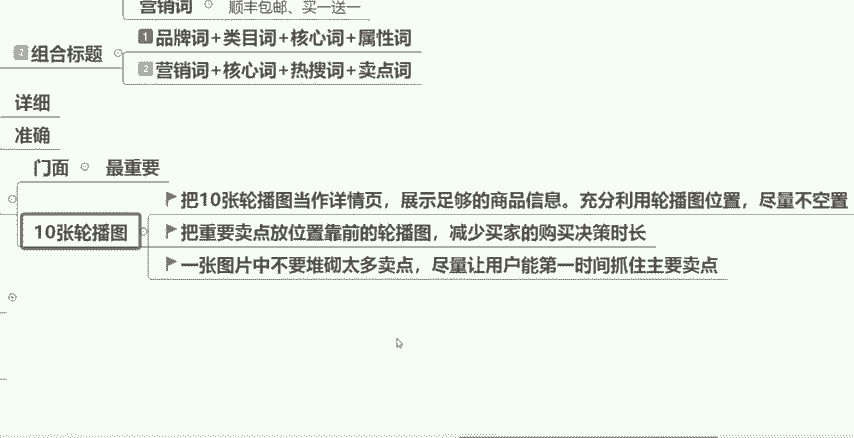 营销词 顺丰包邮、买一送一
1 品牌词+类目词+核心词+属性词
2 组合标题
2 营销词+核心词+热搜词+卖点词
详细
准确
门面 最重要
把10张轮播图当作详情页，展示足够的商品信息。充分利用轮播图位置，尽量不空置
10张轮播图
把重要卖点放位置靠前的轮播图，减少买家的购买决策时长
一张图片中不要堆砌太多卖点，尽量让用户能第一时间抓住主要卖点